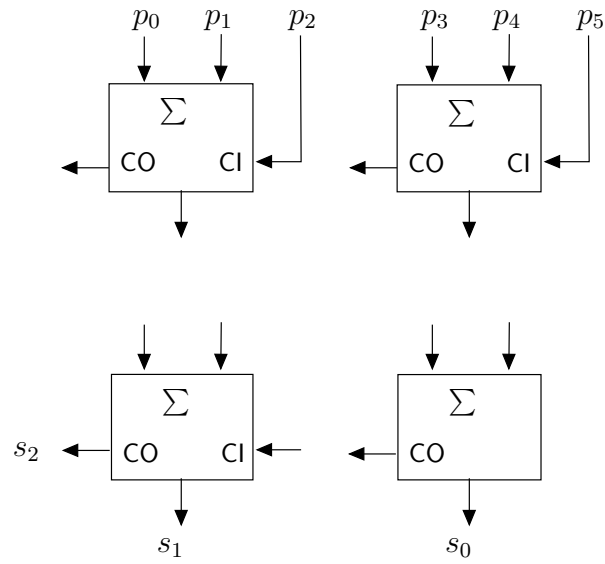 p₀ p₁ p₂ p₃ p₄ p₅
Σ Σ
CO CI CO CI
Σ Σ
s₂ CO CI CO
s₁ s₀